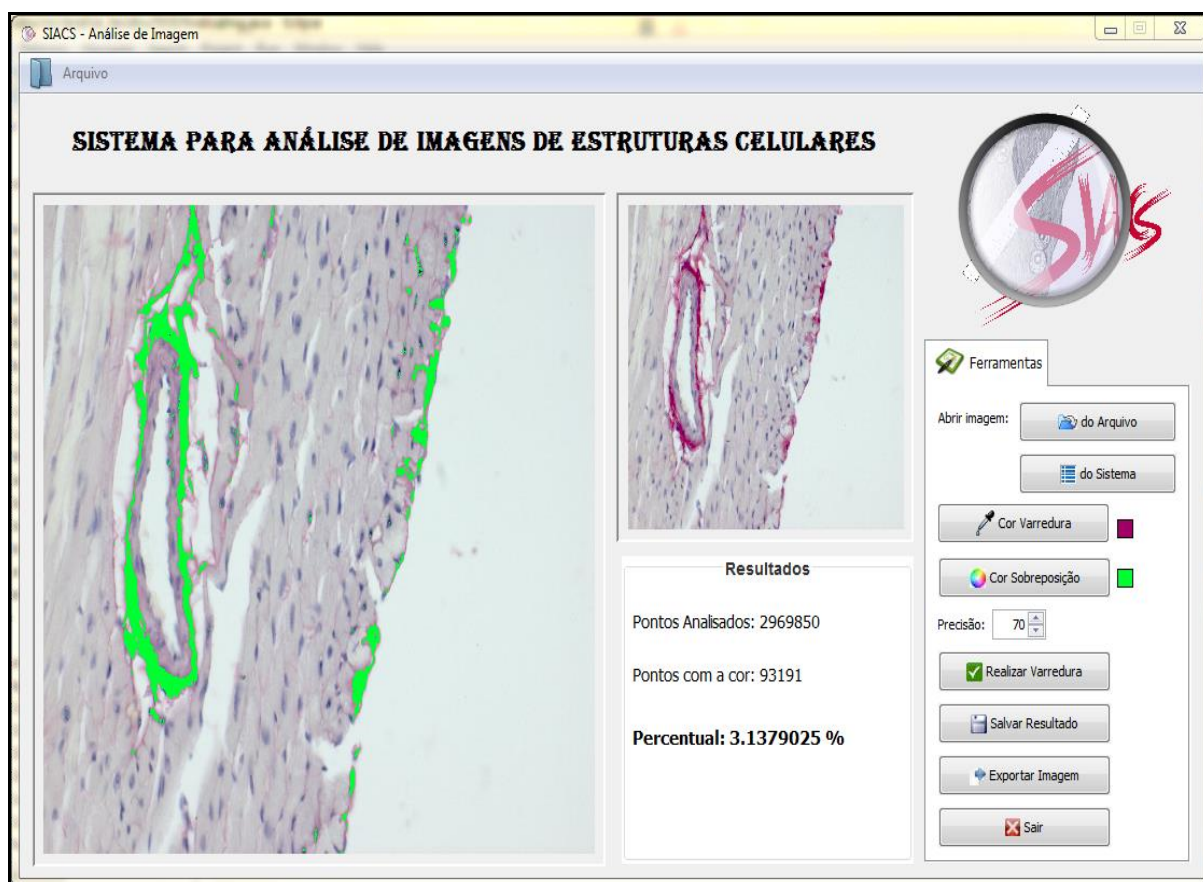 SIACS - Análise de Imagem
Arquivo
SISTEMA PARA ANÁLISE DE IMAGENS DE ESTRUTURAS CELULARES
SIACS
Ferramentas
Abrir imagem:
do Arquivo
do Sistema
Cor Varredura
Cor Sobreposição
Precisão: 70
Realizar Varredura
Salvar Resultado
Exportar Imagem
Sair
Resultados
Pontos Analisados: 2969850
Pontos com a cor: 93191
Percentual: 3.1379025 %